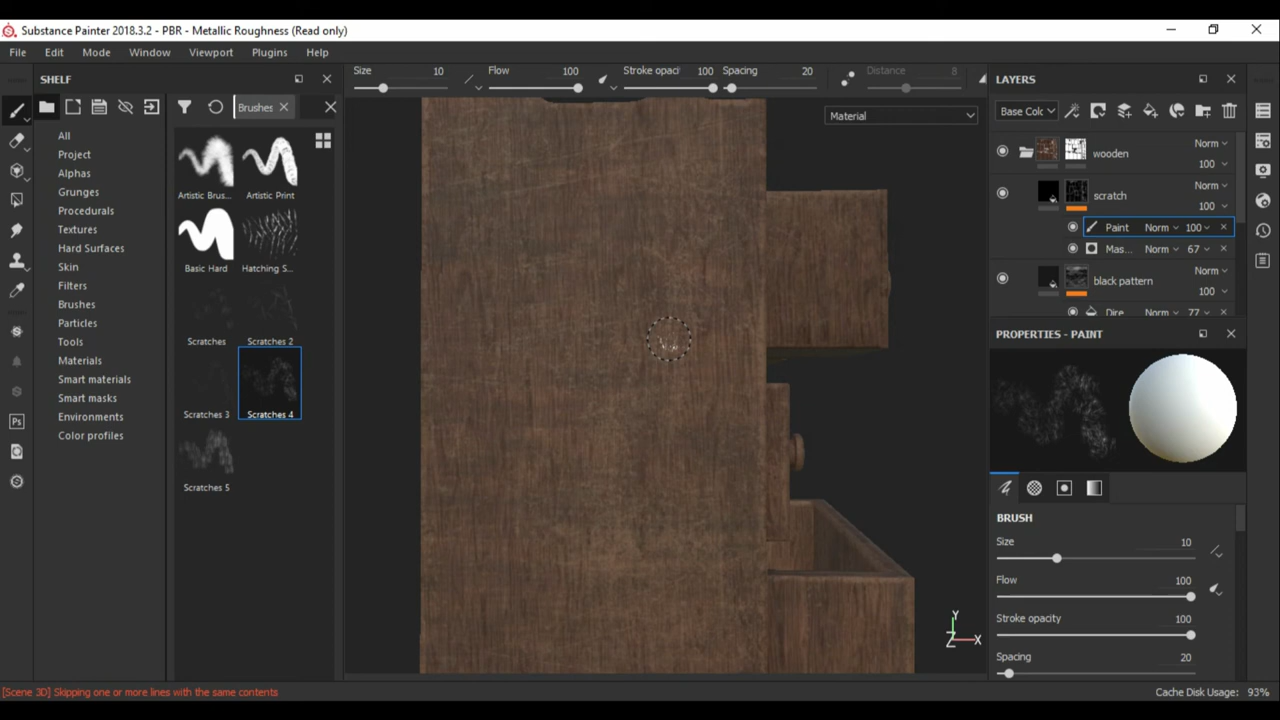 Substance Painter 2018.3.2 - PBR - Metallic Roughness (Read only)
File Edit Mode Window Viewport Plugins Help
SHELF
Size 10 Flow 100 Stroke opaci 100 Spacing 20 Distance 8
LAYERS
Brushes
Material
Base Colo
All
Project
Alphas
Grunges
Procedurals
Textures
Hard Surfaces
Skin
Filters
Brushes
Particles
Tools
Materials
Smart materials
Smart masks
Environments
Color profiles
Artistic Brus... Artistic Print
Basic Hard Hatching S...
Scratches Scratches 2
Scratches 3 Scratches 4
Scratches 5
wooden Norm 100
scratch Norm 100
Paint Norm 100
Mas... Norm 67
black pattern Norm 100
Dire Norm 77
PROPERTIES - PAINT
BRUSH
Size 10
Flow 100
Stroke opacity 100
Spacing 20
Y
Z X
Ps
[Scene 3D] Skipping one or more lines with the same contents
Cache Disk Usage: 93%